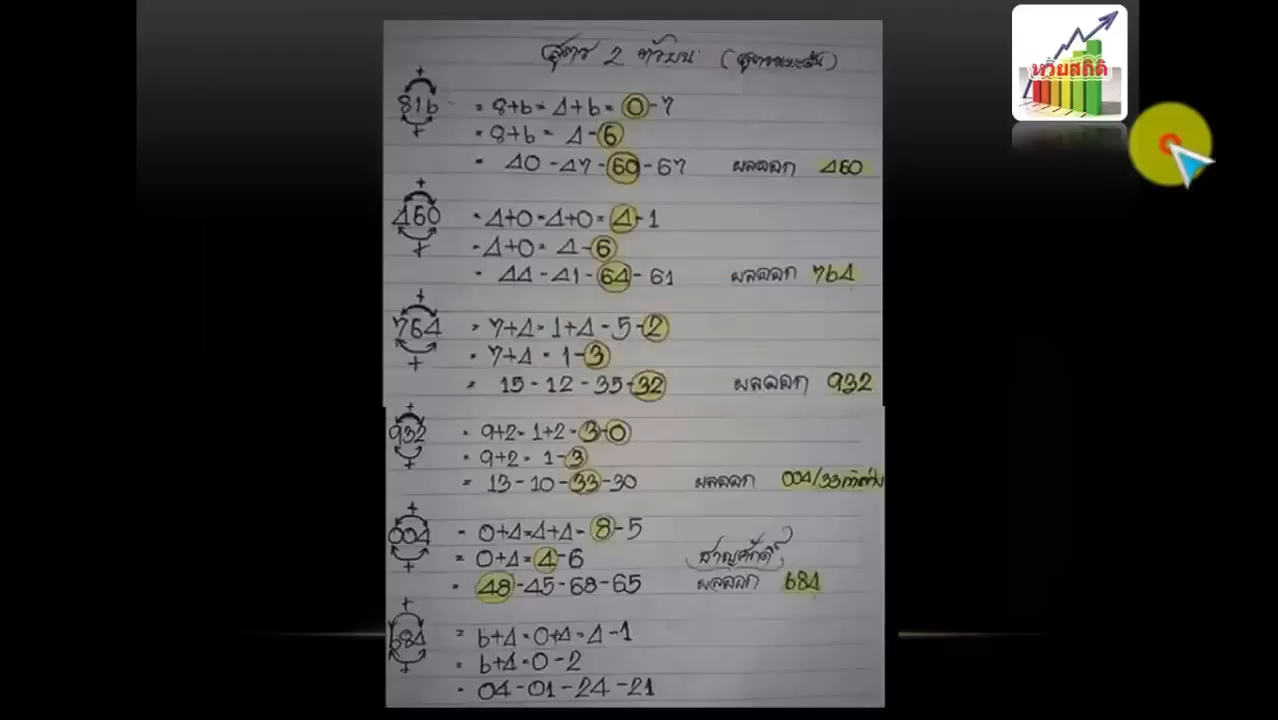 สูตร 2 ตัวบน
หวยสถิติ
816 = 8+6 = 4+6 = 0-7
= 8+6 = 4-6
= 40-47-60-67 ผลออก 460
460 = 4+0=4+0=4-1
=4+0= 4-6
= 44-41-64-61 ผลออก 764
764 = 7+4=1+4-5-2
= 7+4= 1-3
= 15-12-35-32 ผลออก 932
932 = 9+2=1+2=3-0
= 9+2= 1-3
= 13-10-33-30 ผลออก 004/33
004 = 0+4=4+4=8-5
= 0+4=4-6
= 48-45-68-65 ผลออก 684
684 = 6+4=0+4=4-1
= 6+4=0-2
= 04-01-24-21